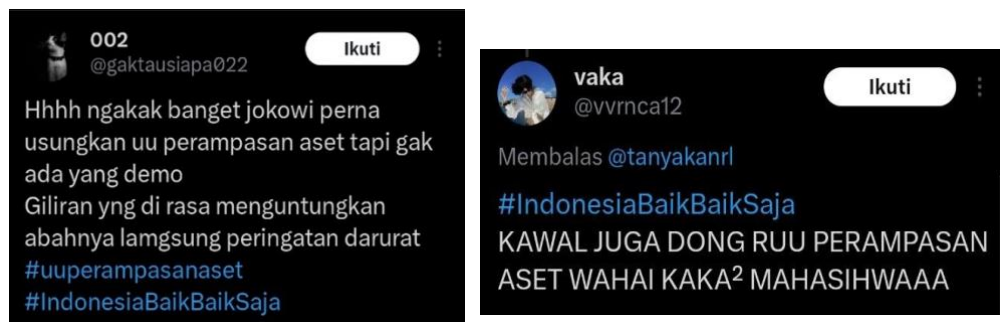 002
Ikuti
@gaktausiapa022
Hhhh ngakak banget jokowi perna
usungkan uu perampasan aset tapi gak
ada yang demo
Giliran yng di rasa menguntungkan
abahnya lamgsung peringatan darurat
#uuperampasanaset
#IndonesiaBaikBaikSaja
vaka
Ikuti
@vvrnca12
Membalas @tanyakanrl
#IndonesiaBaikBaikSaja
KAWAL JUGA DONG RUU PERAMPASAN
ASET WAHAI KAKA² MAHASIHWAAA